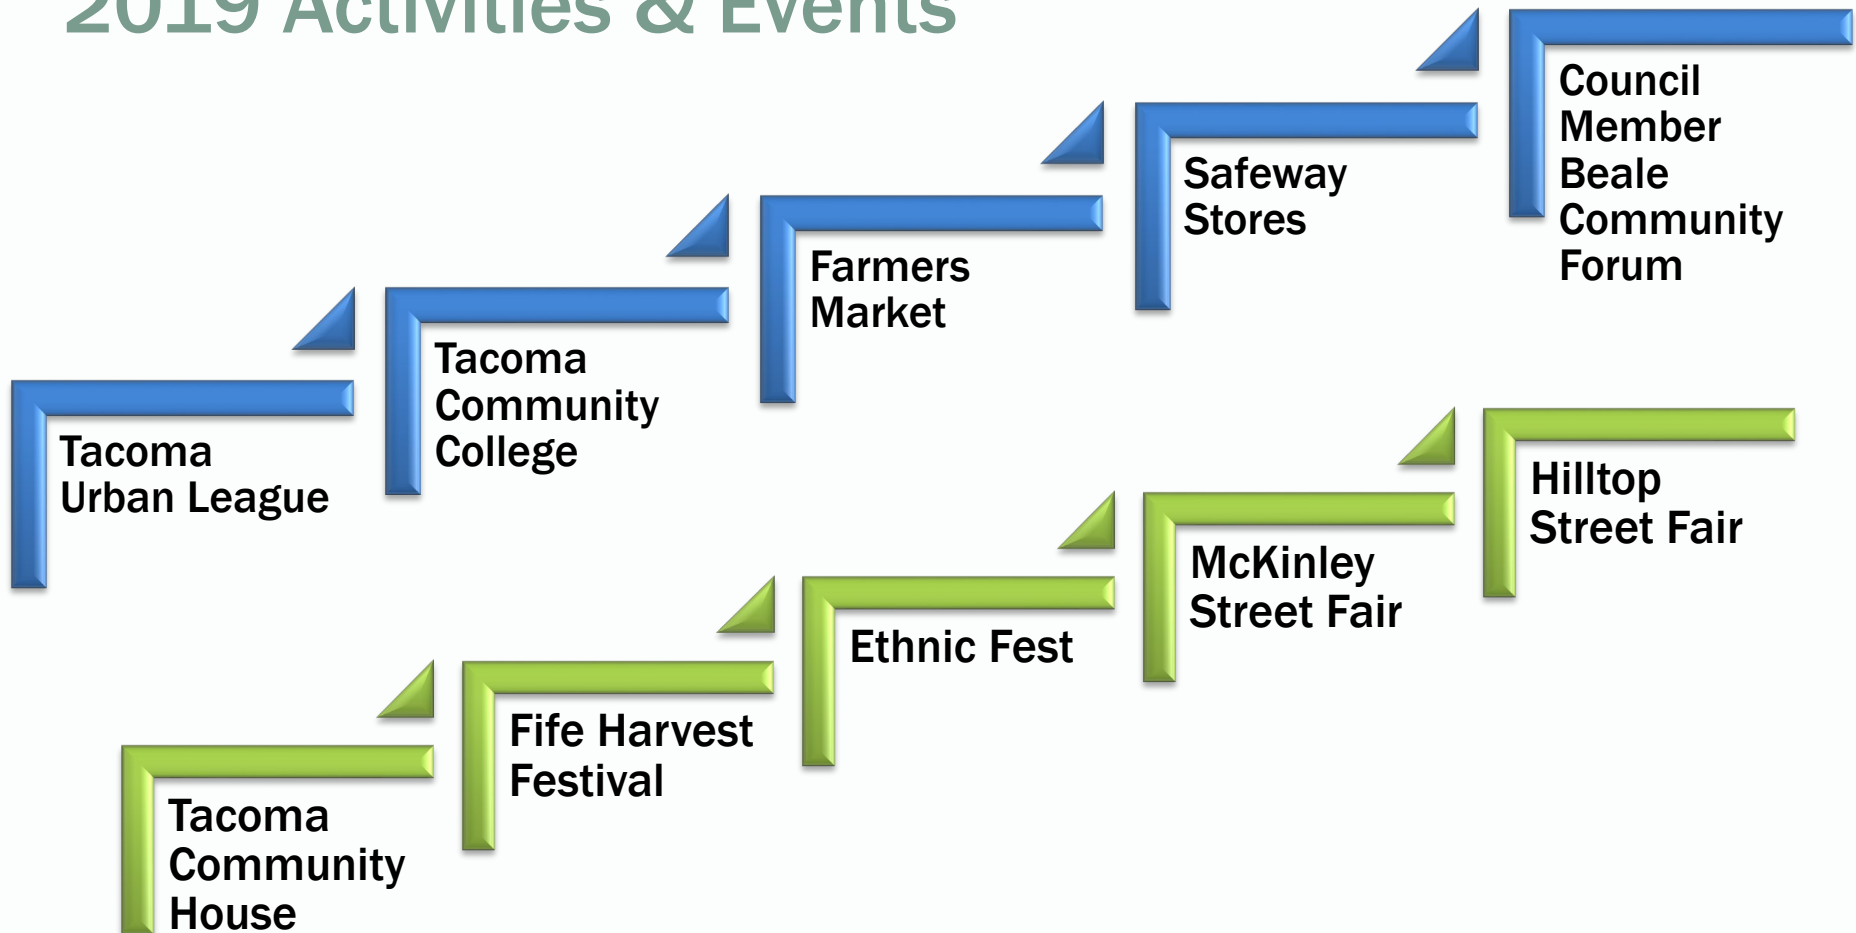 2019 Activities & Events
Tacoma
Urban League
Tacoma
Community
College
Farmers
Market
Safeway
Stores
Council
Member
Beale
Community
Forum
Tacoma
Community
House
Fife Harvest
Festival
Ethnic Fest
McKinley
Street Fair
Hilltop
Street Fair